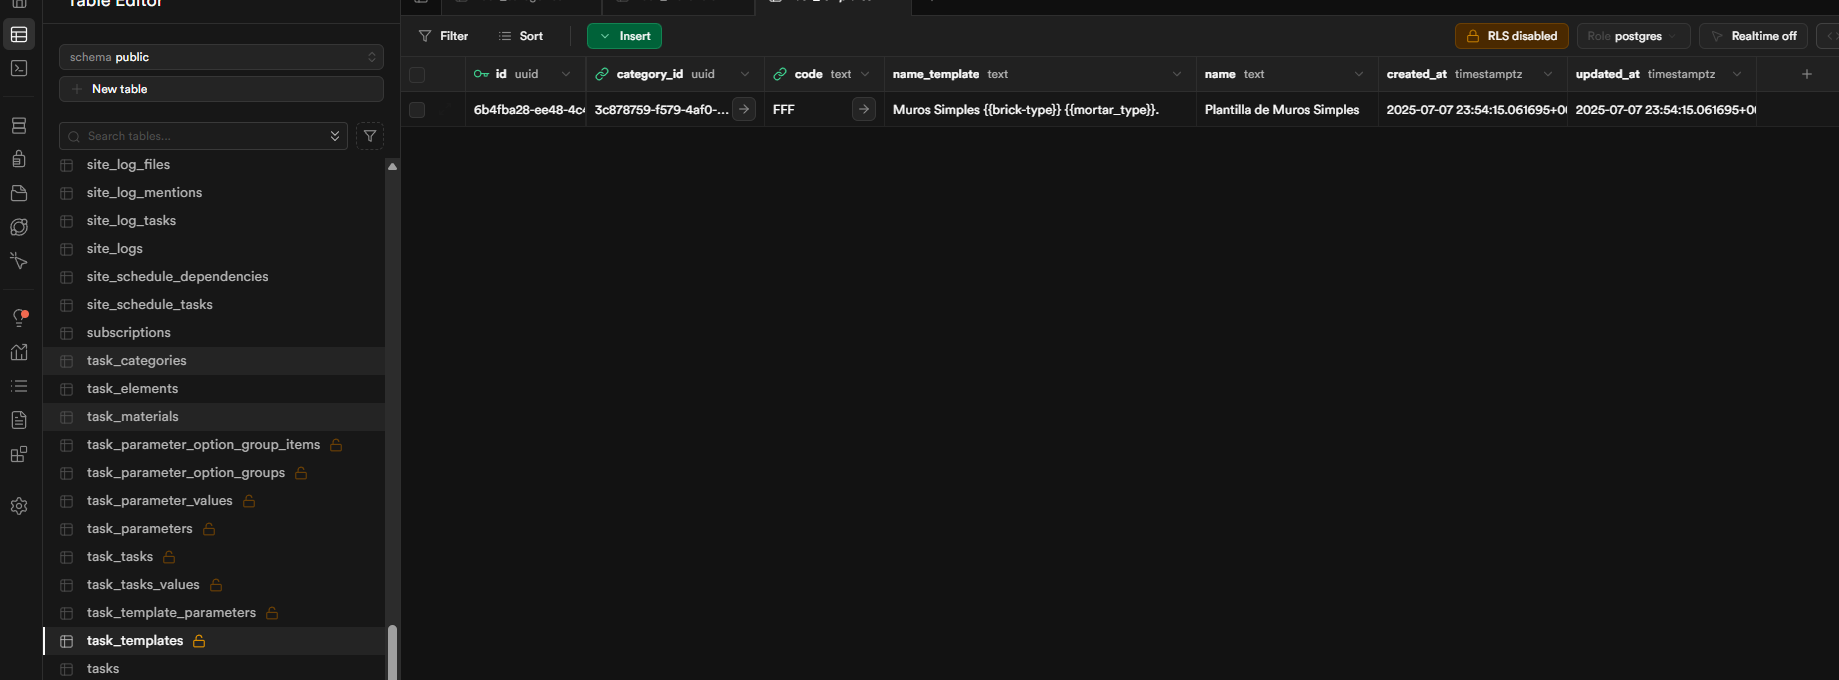 Table Editor
schema public
New table
Search tables...
site_log_files
site_log_mentions
site_log_tasks
site_logs
site_schedule_dependencies
site_schedule_tasks
subscriptions
task_categories
task_elements
task_materials
task_parameter_option_group_items
task_parameter_option_groups
task_parameter_values
task_parameters
task_tasks
task_tasks_values
task_template_parameters
task_templates
tasks
Filter Sort Insert RLS disabled Role postgres Realtime off
id uuid category_id uuid code text name_template text name text created_at timestamptz updated_at timestamptz
6b4fba28-ee48-4c4 3c878759-f579-4af0-... FFF Muros Simples {{brick-type}} {{mortar_type}}. Plantilla de Muros Simples 2025-07-07 23:54:15.061695+0 2025-07-07 23:54:15.061695+0